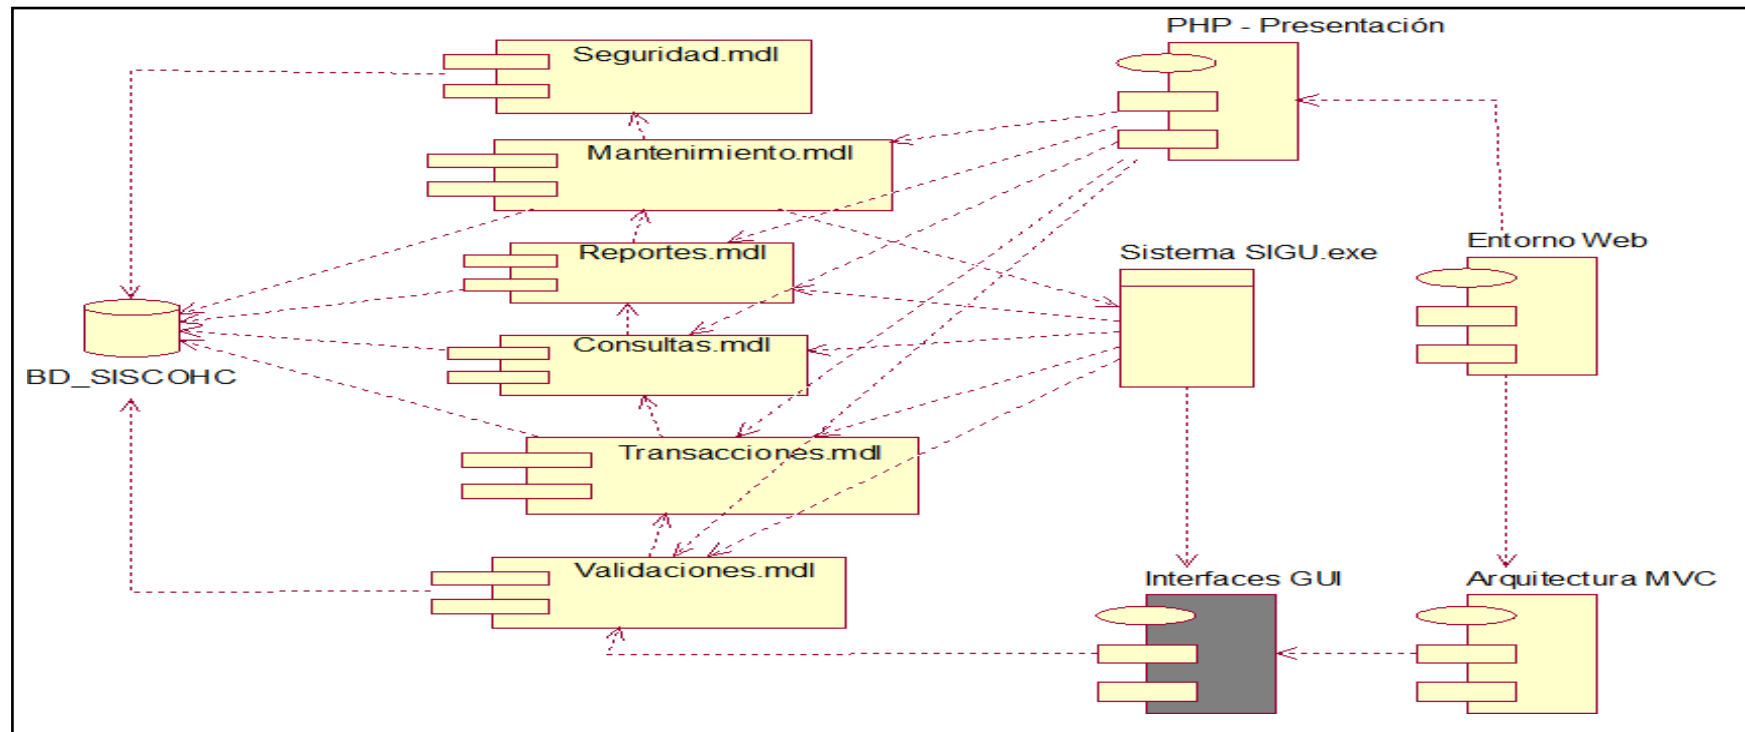 PHP - Presentación
Seguridad.mdl
Mantenimiento.mdl
Entorno Web
Reportes.mdl
Sistema SIGU.exe
Consultas.mdl
BD_SISCOHC
Transacciones.mdl
Validaciones.mdl
Interfaces GUI
Arquitectura MVC